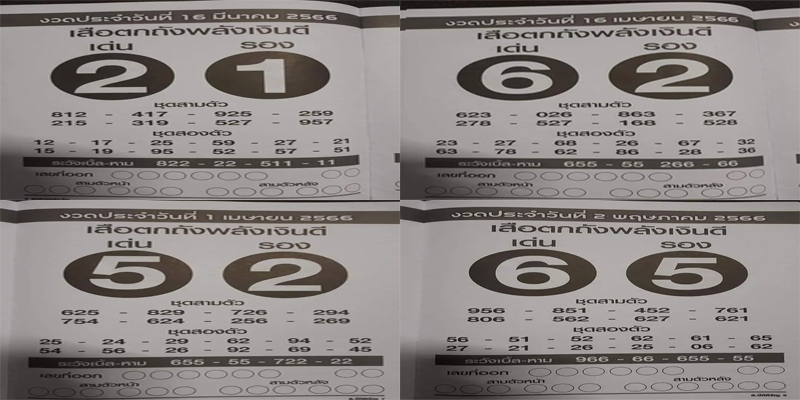 งวดประจำวันที่ 16 มีนาคม 2566
เสือตกถังพลังเงินดี
เด่น รอง
2 1
ชุดสามตัว
812 - 417 - 925 - 259
215 - 319 - 527 - 957
ชุดสองตัว
12 - 17 - 25 - 59 - 27 - 21
15 - 19 - 95 - 52 - 57 - 51
ระวังเบิ้ล-หาม 822 - 22 - 511 - 11
เลขที่ออก
สามตัวหน้า สามตัวหลัง
งวดประจำวันที่ 16 เมษายน 2566
เสือตกถังพลังเงินดี
เด่น รอง
6 2
ชุดสามตัว
623 - 026 - 863 - 367
278 - 527 - 168 - 528
ชุดสองตัว
23 - 27 - 68 - 26 - 67 - 32
63 - 78 - 62 - 86 - 28 - 36
ระวังเบิ้ล-หาม 655 - 55 266 - 66
เลขที่ออก
สามตัวหน้า สามตัวหลัง
งวดประจำวันที่ 1 เมษายน 2566
เสือตกถังพลังเงินดี
เด่น รอง
5 2
ชุดสามตัว
625 - 829 - 726 - 294
754 - 624 - 256 - 269
ชุดสองตัว
25 - 24 - 29 - 62 - 94 - 52
54 - 56 - 26 - 92 - 69 - 45
ระวังเบิ้ล-หาม 655 - 55 - 722 - 22
เลขที่ออก
สามตัวหน้า สามตัวหลัง
งวดประจำวันที่ 2 พฤษภาคม 2566
เสือตกถังพลังเงินดี
เด่น รอง
6 5
ชุดสามตัว
956 - 851 - 452 - 761
806 - 562 - 627 - 621
ชุดสองตัว
56 - 51 - 52 - 62 - 61 - 65
27 - 21 - 26 - 25 - 06 - 62
ระวังเบิ้ล-หาม 966 - 66 - 655 - 55
เลขที่ออก
สามตัวหน้า สามตัวหลัง